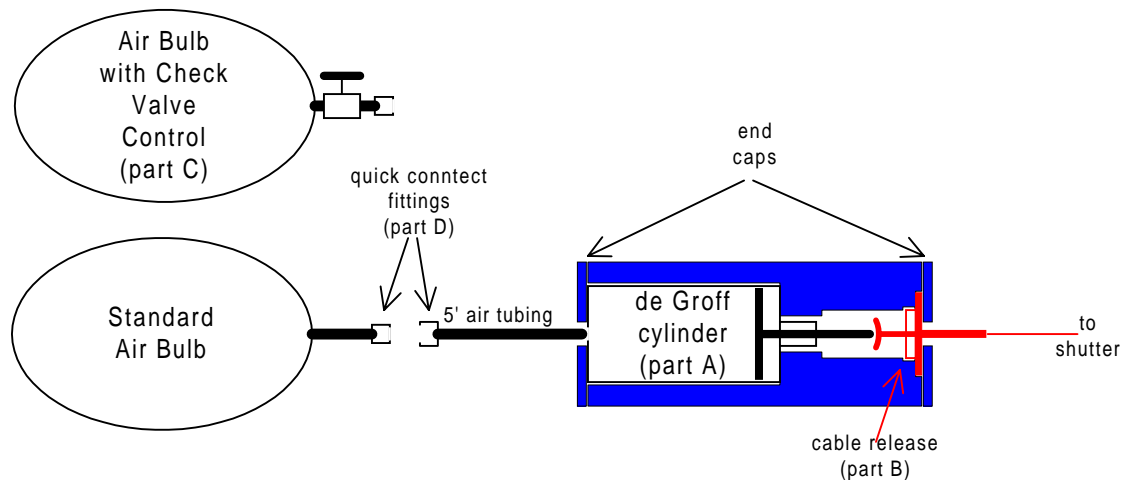 Air Bulb
with Check
Valve
Control
(part C)
end
caps
quick conntect
fittings
(part D)
Standard
Air Bulb
5' air tubing
de Groff
cylinder
(part A)
to
shutter
cable release
(part B)